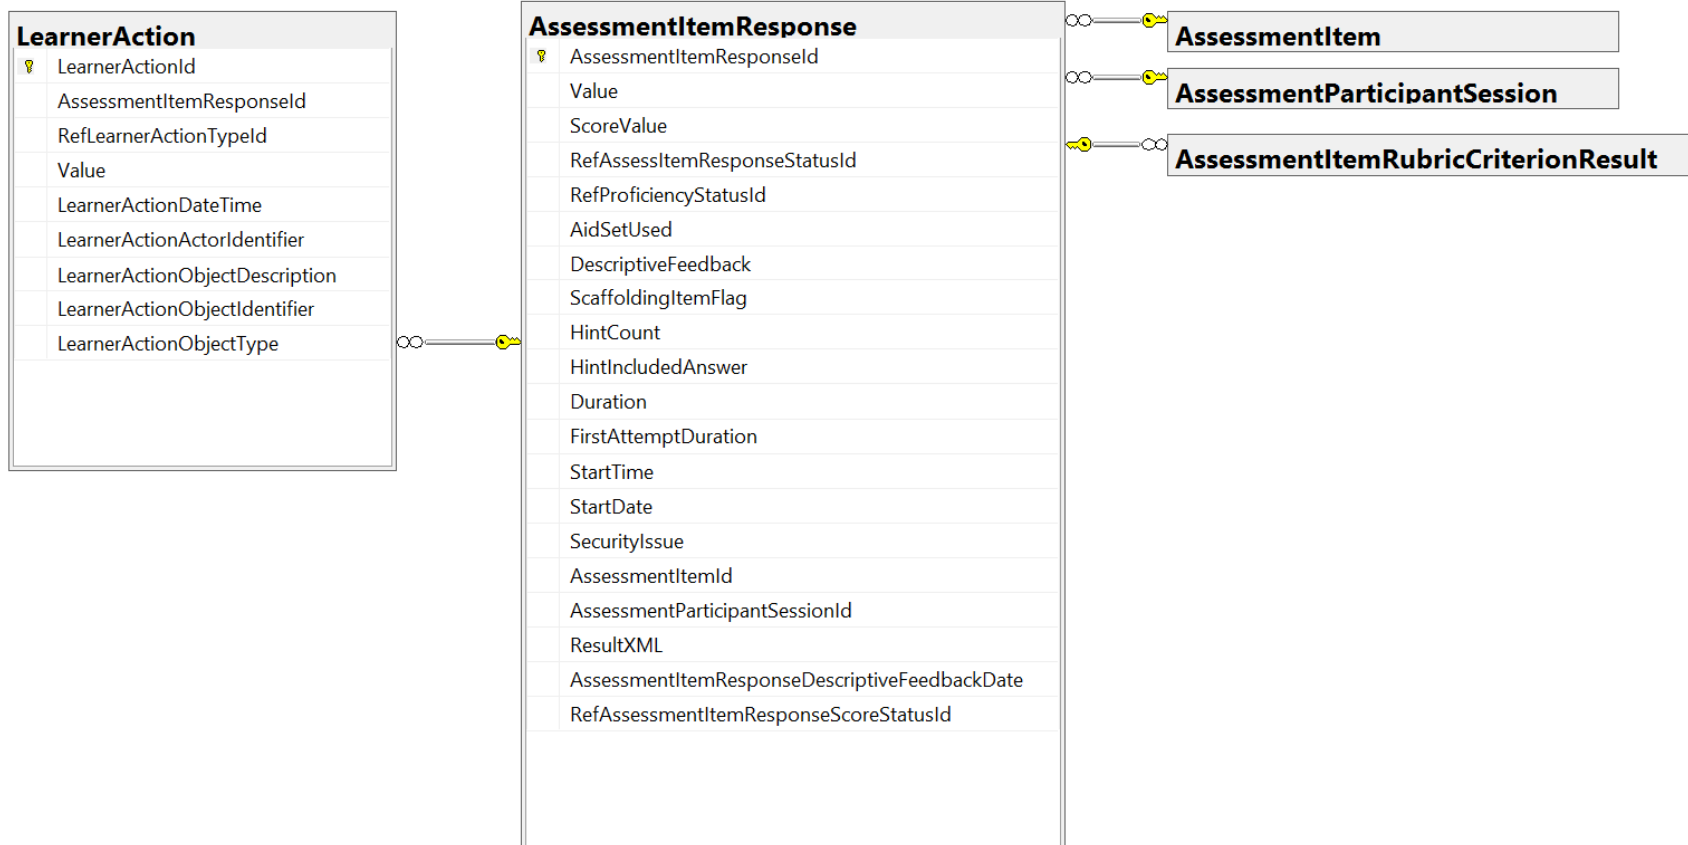 LearnerAction
LearnerActionId
AssessmentItemResponseId
RefLearnerActionTypeId
Value
LearnerActionDateTime
LearnerActionActorIdentifier
LearnerActionObjectDescription
LearnerActionObjectIdentifier
LearnerActionObjectType
AssessmentItemResponse
AssessmentItemResponseId
Value
ScoreValue
RefAssessItemResponseStatusId
RefProficiencyStatusId
AidSetUsed
DescriptiveFeedback
ScaffoldingItemFlag
HintCount
HintIncludedAnswer
Duration
FirstAttemptDuration
StartTime
StartDate
SecurityIssue
AssessmentItemId
AssessmentParticipantSessionId
ResultXML
AssessmentItemResponseDescriptiveFeedbackDate
RefAssessmentItemResponseScoreStatusId
AssessmentItem
AssessmentParticipantSession
AssessmentItemRubricCriterionResult